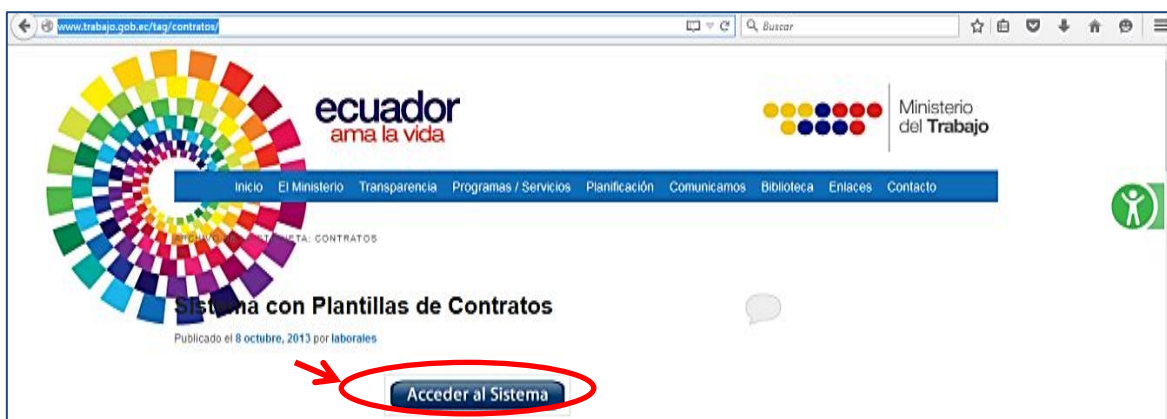 www.trabajo.gob.ec/tag/contratos/
Buscar
ecuador
ama la vida
Ministerio
del Trabajo
Inicio El Ministerio Transparencia Programas / Servicios Planificación Comunicamos Biblioteca Enlaces Contacto
CONTRATOS
Sistema con Plantillas de Contratos
Publicado el 8 octubre, 2013 por laborales
Acceder al Sistema